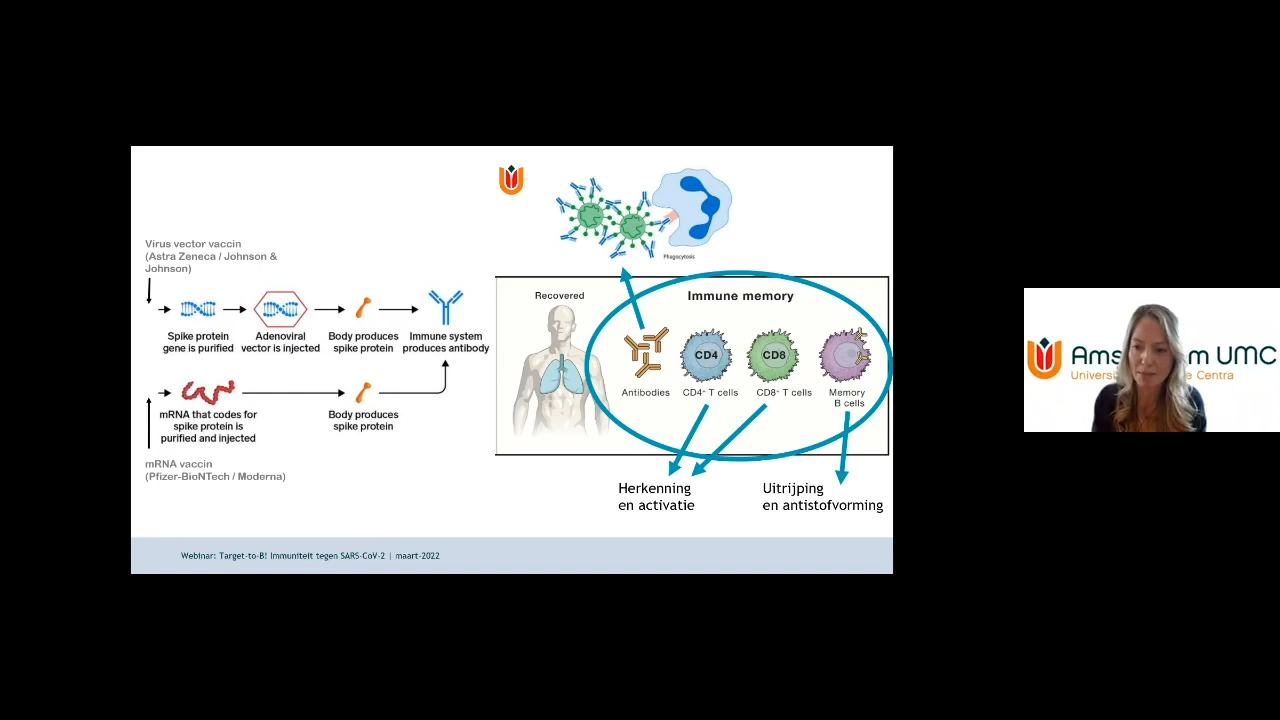 Virus vector vaccin
(Astra Zeneca / Johnson &
Johnson)
Spike protein
gene is purified
Adenoviral
vector is injected
Body produces
spike protein
Immune system
produces antibody
mRNA that codes for
spike protein is
purified and injected
Body produces
spike protein
mRNA vaccin
(Pfizer-BioNTech / Moderna)
Phagocytosis
Recovered
Immune memory
CD4
CD8
Antibodies
CD4⁺ T cells
CD8⁺ T cells
Memory
B cells
Herkenning
en activatie
Uitrijping
en antistofvorming
Webinar: Target-to-B! Immuniteit tegen SARS-CoV-2 | maart-2022
UMC
Centra